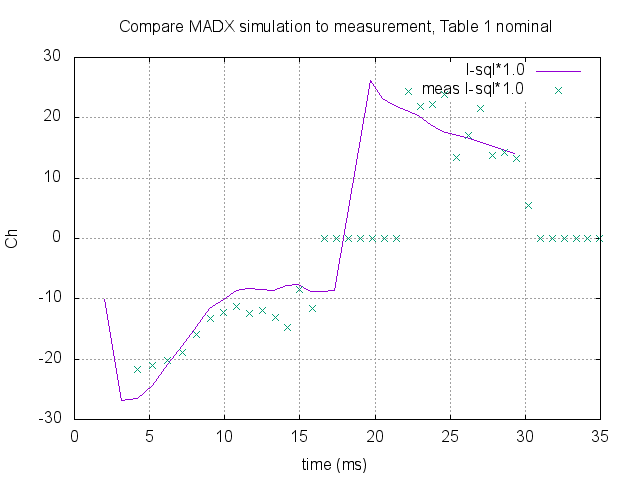 Compare MADX simulation to measurement, Table 1 nominal
30
20
10
0
-10
-20
-30
Ch
l-sql*1.0
meas l-sql*1.0
0 5 10 15 20 25 30 35
time (ms)